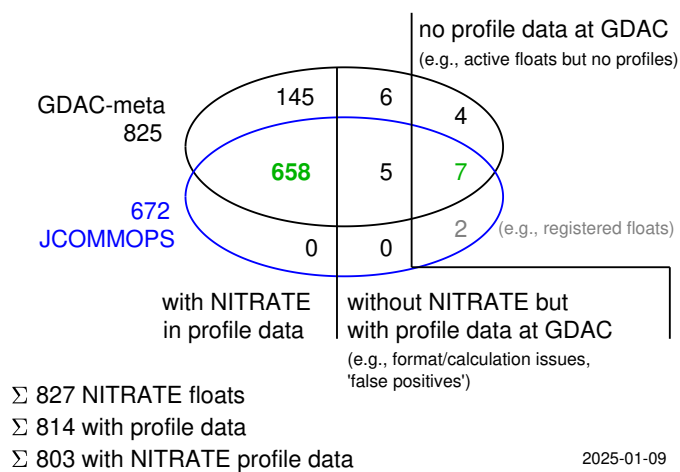 no profile data at GDAC
(e.g., active floats but no profiles)
GDAC-meta
825
145
6
4
658
5
7
672
JCOMMOPS
0
0
2
(e.g., registered floats)
with NITRATE
in profile data
without NITRATE but
with profile data at GDAC
(e.g., format/calculation issues,
'false positives')
Σ 827 NITRATE floats
Σ 814 with profile data
Σ 803 with NITRATE profile data
2025-01-09